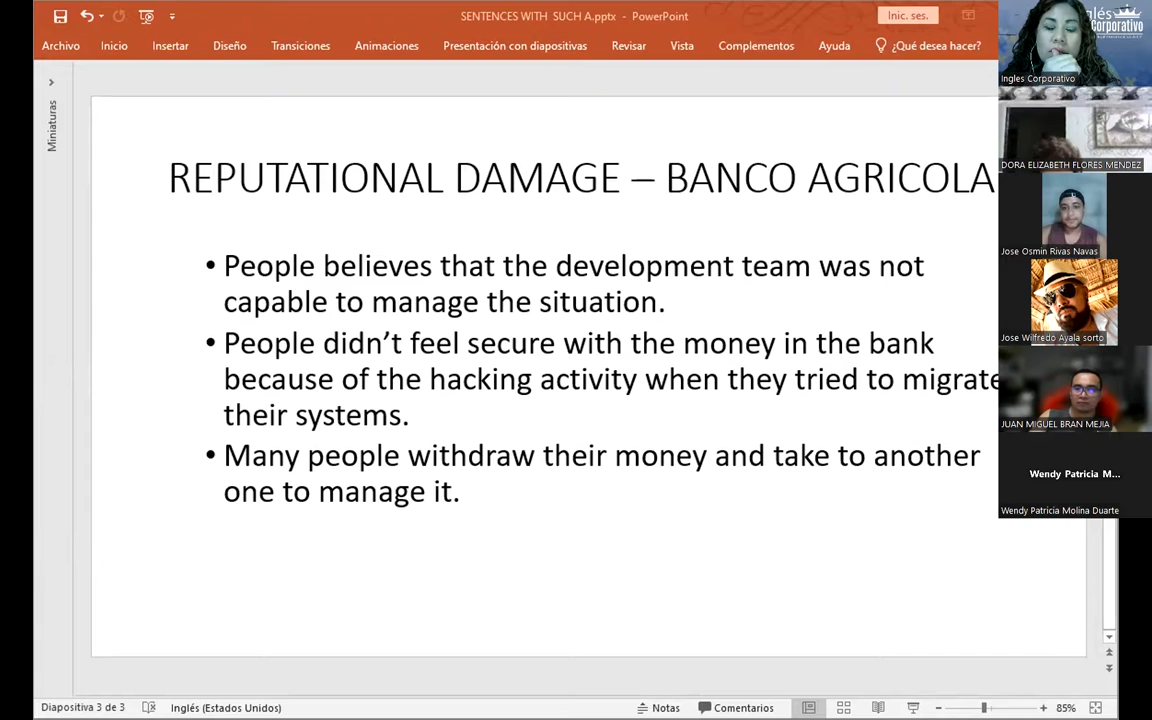 SENTENCES WITH SUCH A.pptx - PowerPoint
Inic. ses.
Archivo Inicio Insertar Diseño Transiciones Animaciones Presentación con diapositivas Revisar Vista Complementos Ayuda ¿Qué desea hacer?
Miniaturas
REPUTATIONAL DAMAGE – BANCO AGRICOLA
• People believes that the development team was not
capable to manage the situation.
• People didn't feel secure with the money in the bank
because of the hacking activity when they tried to migrate
their systems.
• Many people withdraw their money and take to another
one to manage it.
Corporativo
Ingles Corporativo
DORA ELIZABETH FLORES MENDEZ
Jose Osmin Rivas Navas
Jose Wilfredo Ayala sorto
JUAN MIGUEL BRAN MEJIA
Wendy Patricia M...
Wendy Patricia Molina Duarte
Diapositiva 3 de 3 Inglés (Estados Unidos) Notas Comentarios 85%